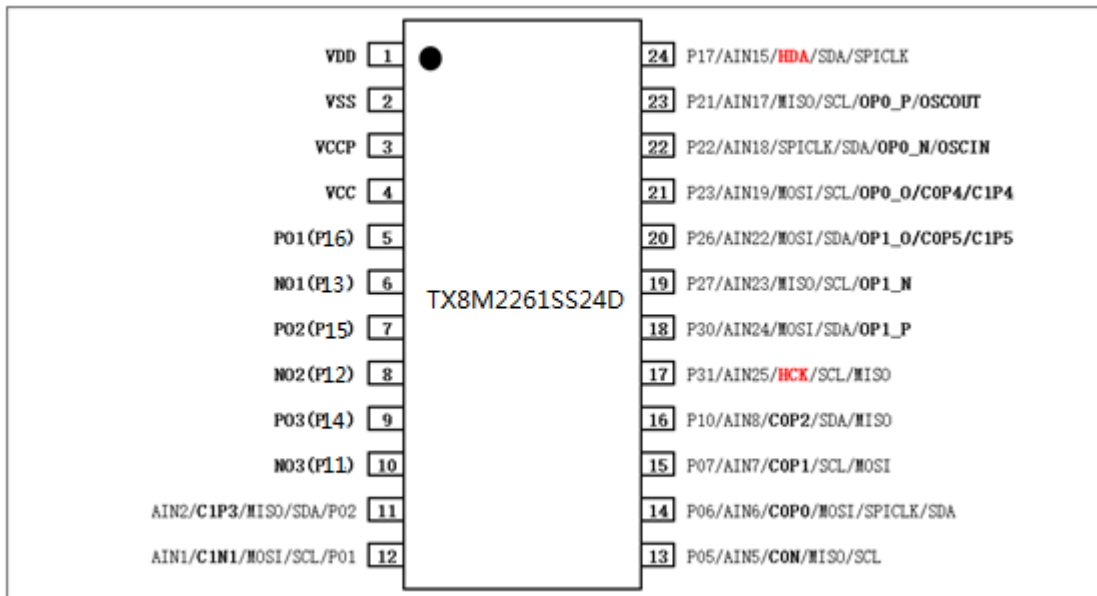 VDD 1
VSS 2
VCCP 3
VCC 4
PO1(P16) 5
NO1(P13) 6
PO2(P15) 7
NO2(P12) 8
PO3(P14) 9
NO3(P11) 10
AIN2/C1P3/MISO/SDA/P02 11
AIN1/C1N1/MOSI/SCL/P01 12
TX8M2261SS24D
24 P17/AIN15/HDA/SDA/SPICLK
23 P21/AIN17/MISO/SCL/OP0_P/OSCOUT
22 P22/AIN18/SPICLK/SDA/OP0_N/OSCIN
21 P23/AIN19/MOSI/SCL/OP0_O/C0P4/C1P4
20 P26/AIN22/MOSI/SDA/OP1_O/C0P5/C1P5
19 P27/AIN23/MISO/SCL/OP1_N
18 P30/AIN24/MOSI/SDA/OP1_P
17 P31/AIN25/HCK/SCL/MISO
16 P10/AIN8/C0P2/SDA/MISO
15 P07/AIN7/C0P1/SCL/MOSI
14 P06/AIN6/C0P0/MOSI/SPICLK/SDA
13 P05/AIN5/C0N/MISO/SCL